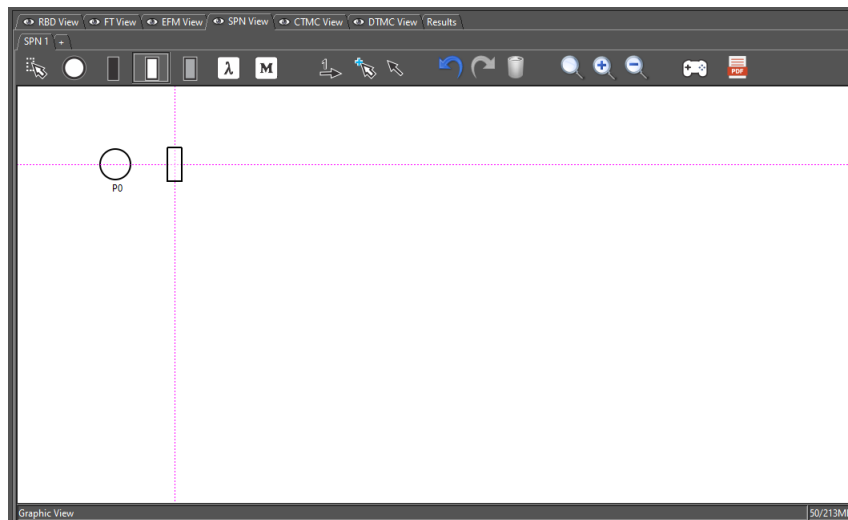 RBD View FT View EFM View SPN View CTMC View DTMC View Results
SPN 1 +
λ M 1 PDF
P0
Graphic View 50/213M